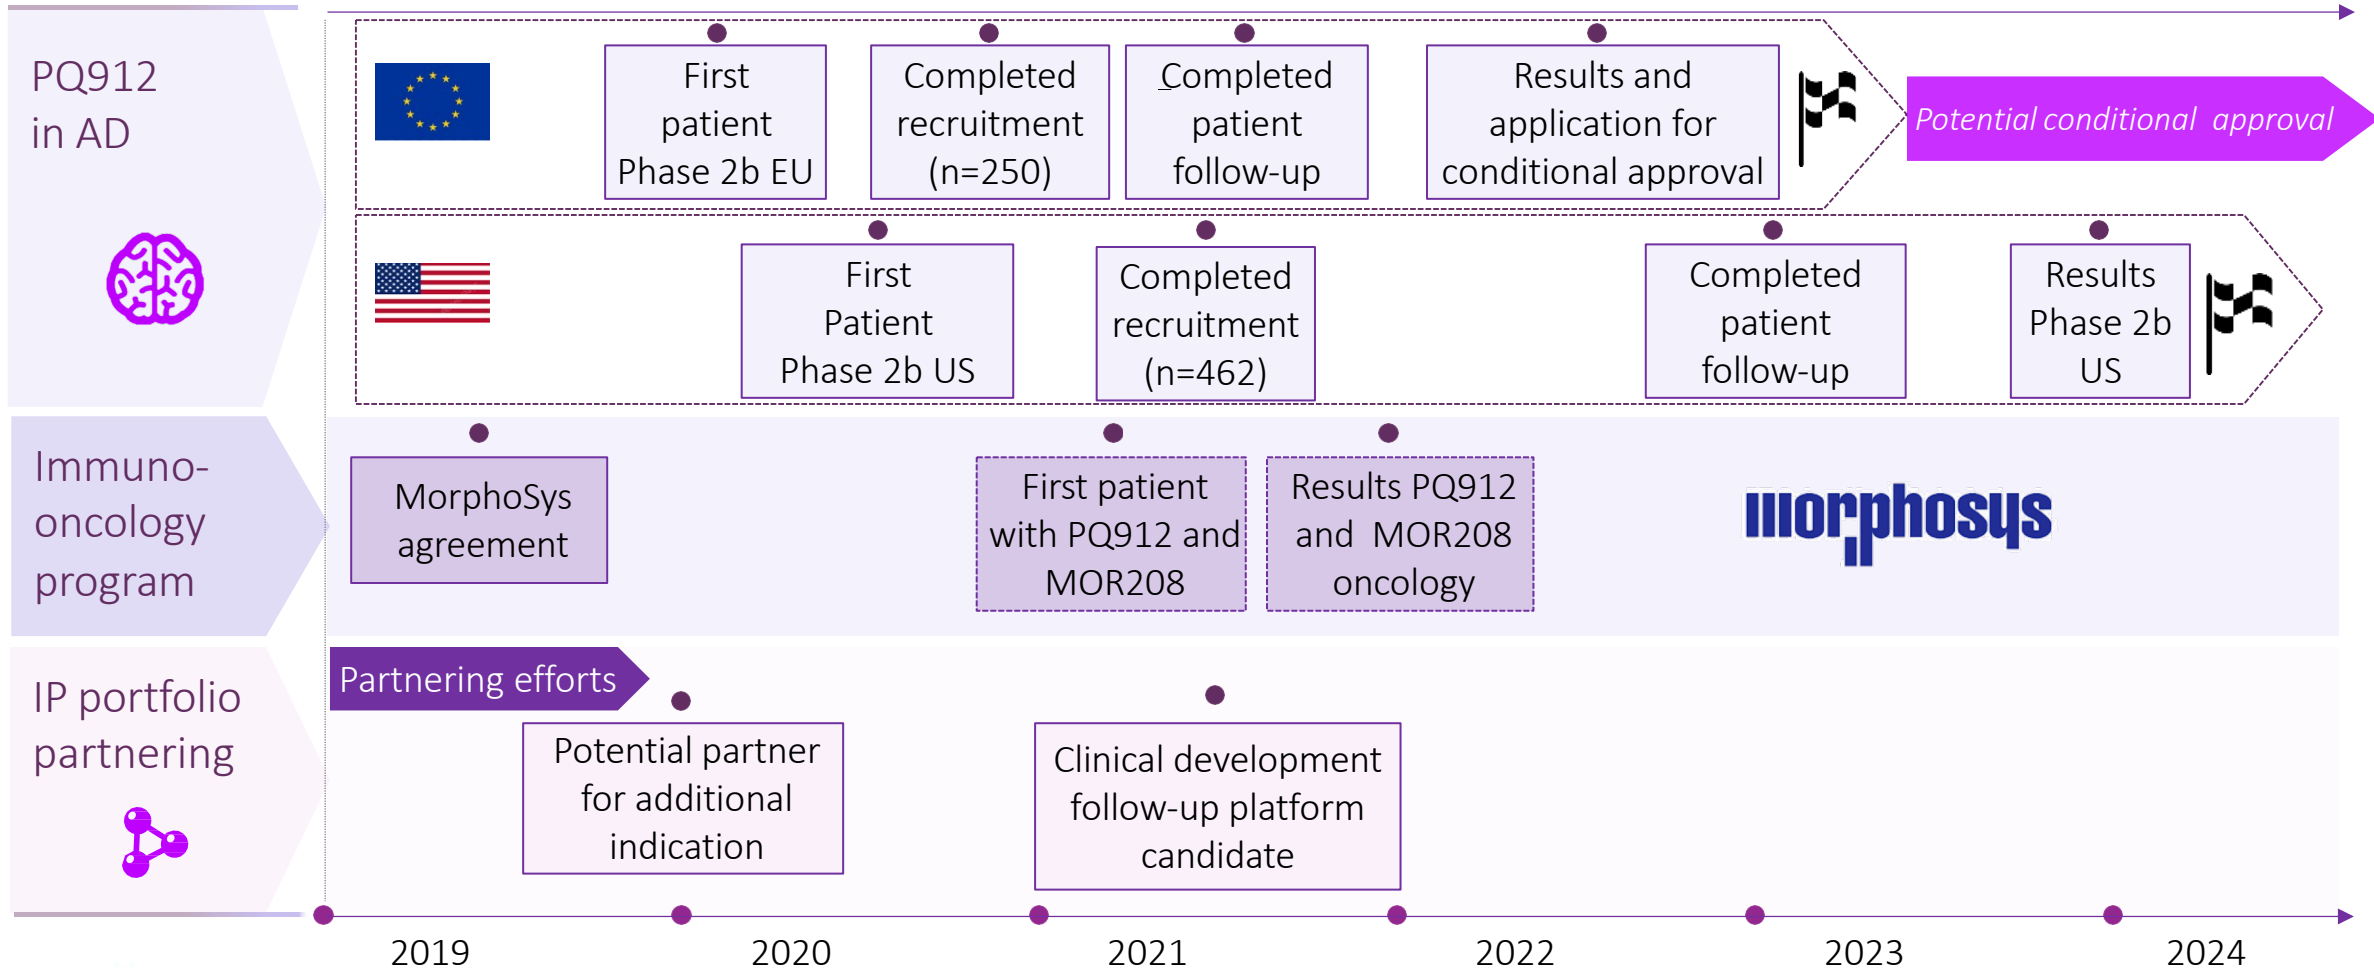 PQ912
in AD
First
patient
Phase 2b EU
Completed
recruitment
(n=250)
Completed
patient
follow-up
Results and
application for
conditional approval
Potential conditional approval
First
Patient
Phase 2b US
Completed
recruitment
(n=462)
Completed
patient
follow-up
Results
Phase 2b
US
Immuno-
oncology
program
MorphoSys
agreement
First patient
with PQ912 and
MOR208
Results PQ912
and MOR208
oncology
morphosys
IP portfolio
partnering
Partnering efforts
Potential partner
for additional
indication
Clinical development
follow-up platform
candidate
2019
2020
2021
2022
2023
2024